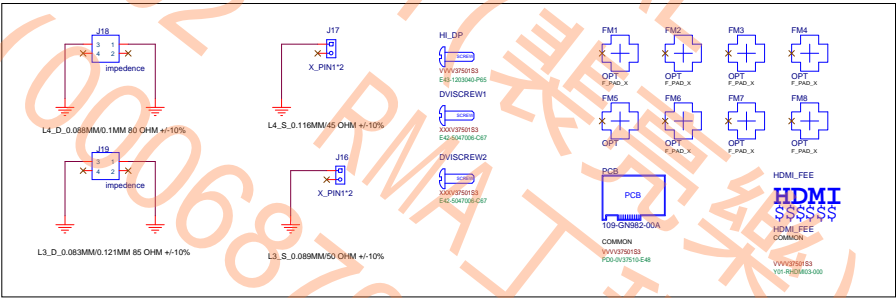 J18
3 1
4 2
impedence
L4_D_0.088MM/0.1MM 80 OHM +/-10%
J19
3 1
4 2
impedence
L3_D_0.083MM/0.121MM 85 OHM +/-10%
J17
X_PIN1*2
L4_S_0.116MM/45 OHM +/-10%
J16
X_PIN1*2
L3_S_0.089MM/50 OHM +/-10%
HI_DP
SCREW
VVVV37501S3
E43-1203040-P65
DVISCREW1
SCREW
XXXV37501S3
E42-5047006-C67
DVISCREW2
SCREW
XXXV37501S3
E42-5047006-C67
FM1
OPT
F_PAD_X
FM2
OPT
F_PAD_X
FM3
OPT
F_PAD_X
FM4
OPT
F_PAD_X
FM5
OPT
FM6
OPT
F_PAD_X
FM7
OPT
F_PAD_X
FM8
OPT
F_PAD_X
PCB
PCB
109-GN982-00A
COMMON
VVVV37501S3
PD0-0V37510-E48
HDMI_FEE
HDMI
$$$$$$
HDMI_FEE
COMMON
VVVV37501S3
Y01-RHDMI03-000
RMA